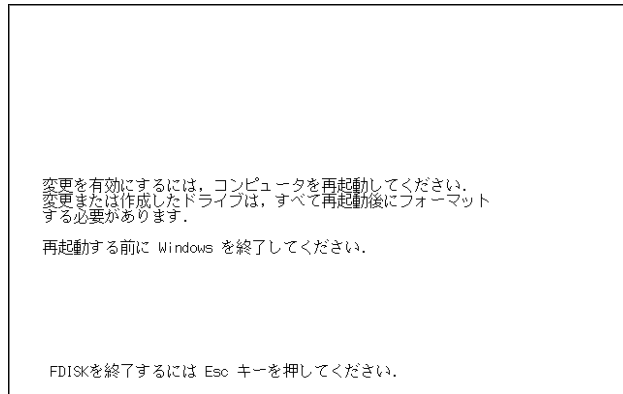 変更を有効にするには，コンピュータを再起動してください．
変更または作成したドライブは，すべて再起動後にフォーマット
する必要があります．
再起動する前に Windows を終了してください．
FDISKを終了するには Esc キーを押してください．